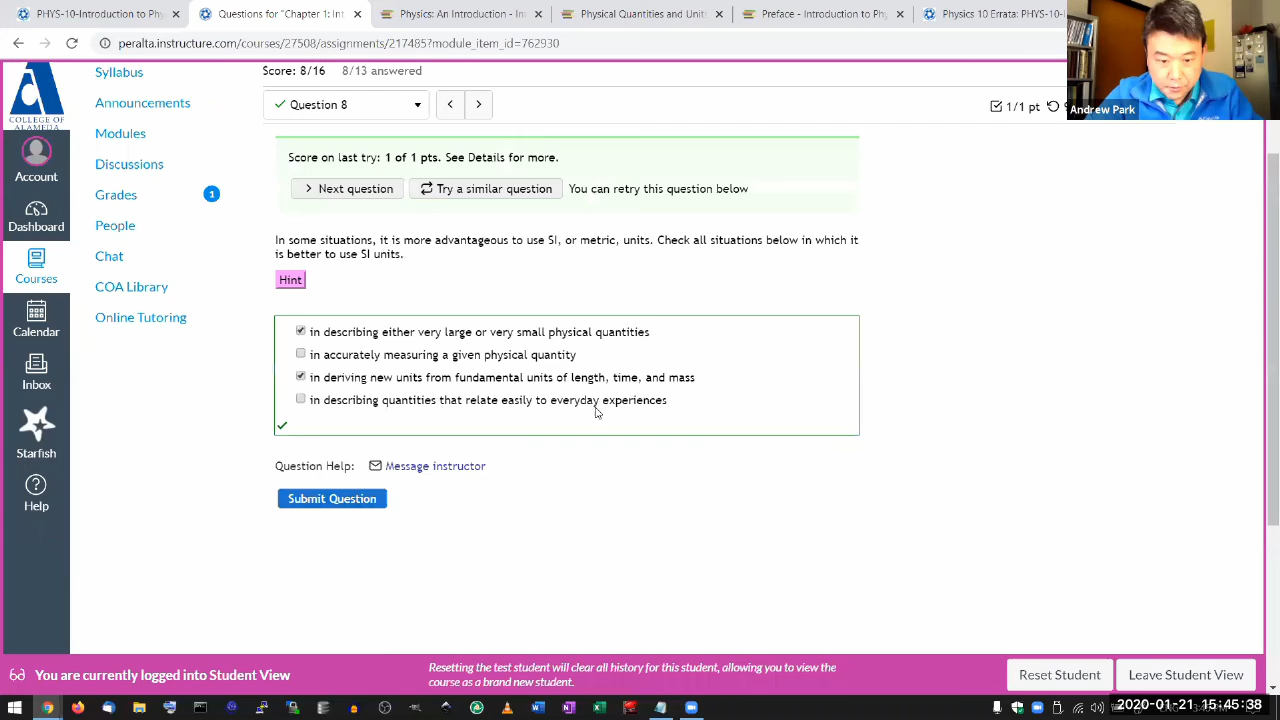 PHYS-10-Introduction to Ph
Questions for "Chapter 1: Int
Physics: An Introduction - Int
Physical Quantities and Units
Preface - Introduction to Phy
Physics 10 Errata: PHYS-10-
peralta.instructure.com/courses/27508/assignments/217485?module_item_id=762930
Andrew Park
COLLEGE OF
ALAMEDA
Account
Dashboard
Courses
Calendar
Inbox
Starfish
Help
Syllabus
Announcements
Modules
Discussions
Grades
1
People
Chat
COA Library
Online Tutoring
Score: 8/16 8/13 answered
Question 8
1/1 pt
Score on last try: 1 of 1 pts. See Details for more.
Next question
Try a similar question
You can retry this question below
In some situations, it is more advantageous to use SI, or metric, units. Check all situations below in which it
is better to use SI units.
Hint
in describing either very large or very small physical quantities
in accurately measuring a given physical quantity
in deriving new units from fundamental units of length, time, and mass
in describing quantities that relate easily to everyday experiences
Question Help: Message instructor
Submit Question
You are currently logged into Student View
Resetting the test student will clear all history for this student, allowing you to view the
course as a brand new student.
Reset Student
Leave Student View
2020-01-21 15:45:38